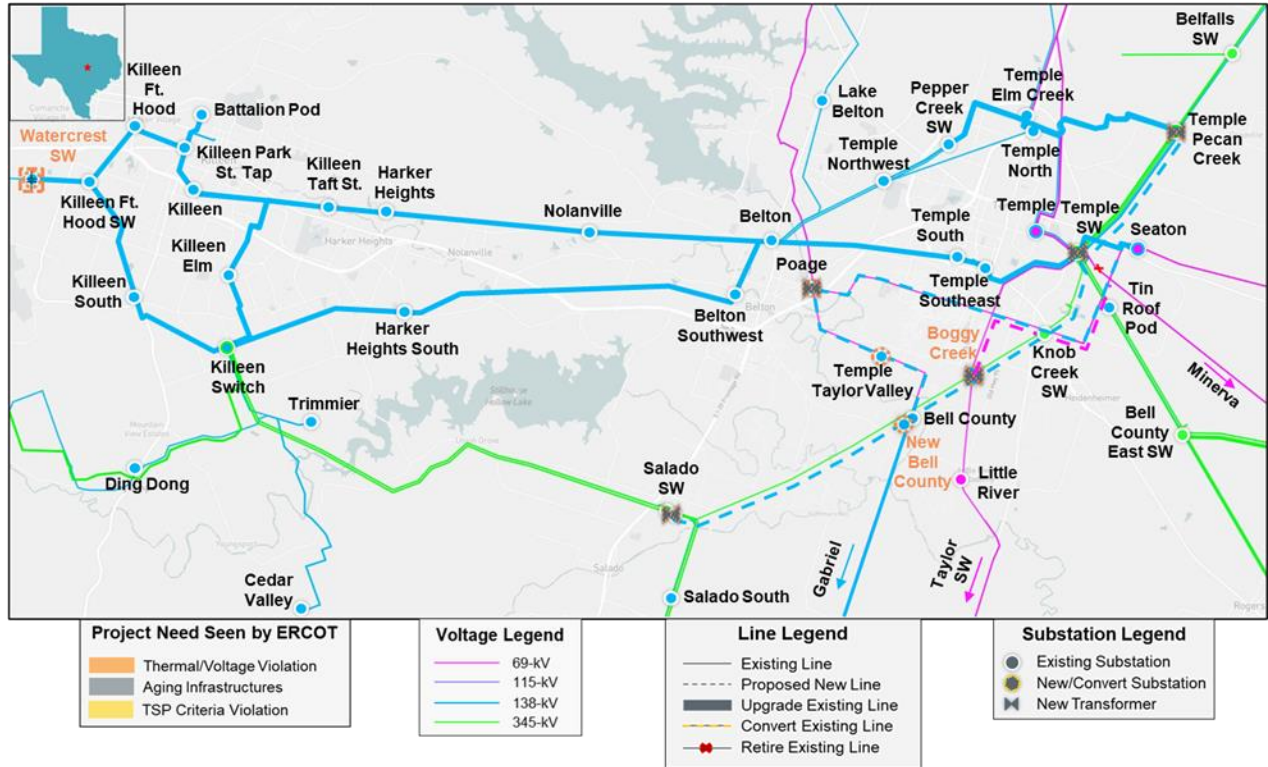 Belfalls
SW
Killeen
Ft.
Hood
Battalion Pod
Lake
Belton
Pepper
Creek SW
Temple
Elm Creek
Temple
Pecan
Creek
Watercrest
SW
Killeen Park
St. Tap
Killeen
Taft St.
Harker
Heights
Temple
Northwest
Temple
North
Killeen Ft.
Hood SW
Killeen
Nolanville
Belton
Temple
South
Temple
Temple
SW
Seaton
Harker Heights
Nolanville
Killeen
Elm
Poage
Killeen
South
Belton
Southwest
Belton
Temple
Southeast
Tin
Roof
Pod
Harker
Heights South
Boggy
Creek
Killeen
Switch
Temple
Taylor Valley
Knob
Creek
SW
Heidenheimer
Minerva
Trimmier
Bell County
Bell
County
East SW
Ding Dong
New
Bell
County
Little
River
Salado
SW
Salado
Gabriel
Taylor
SW
Cedar
Valley
Salado South
Rogers
Project Need Seen by ERCOT
Thermal/Voltage Violation
Aging Infrastructures
TSP Criteria Violation
Voltage Legend
69-kV
115-kV
138-kV
345-kV
Line Legend
Existing Line
Proposed New Line
Upgrade Existing Line
Convert Existing Line
Retire Existing Line
Substation Legend
Existing Substation
New/Convert Substation
New Transformer